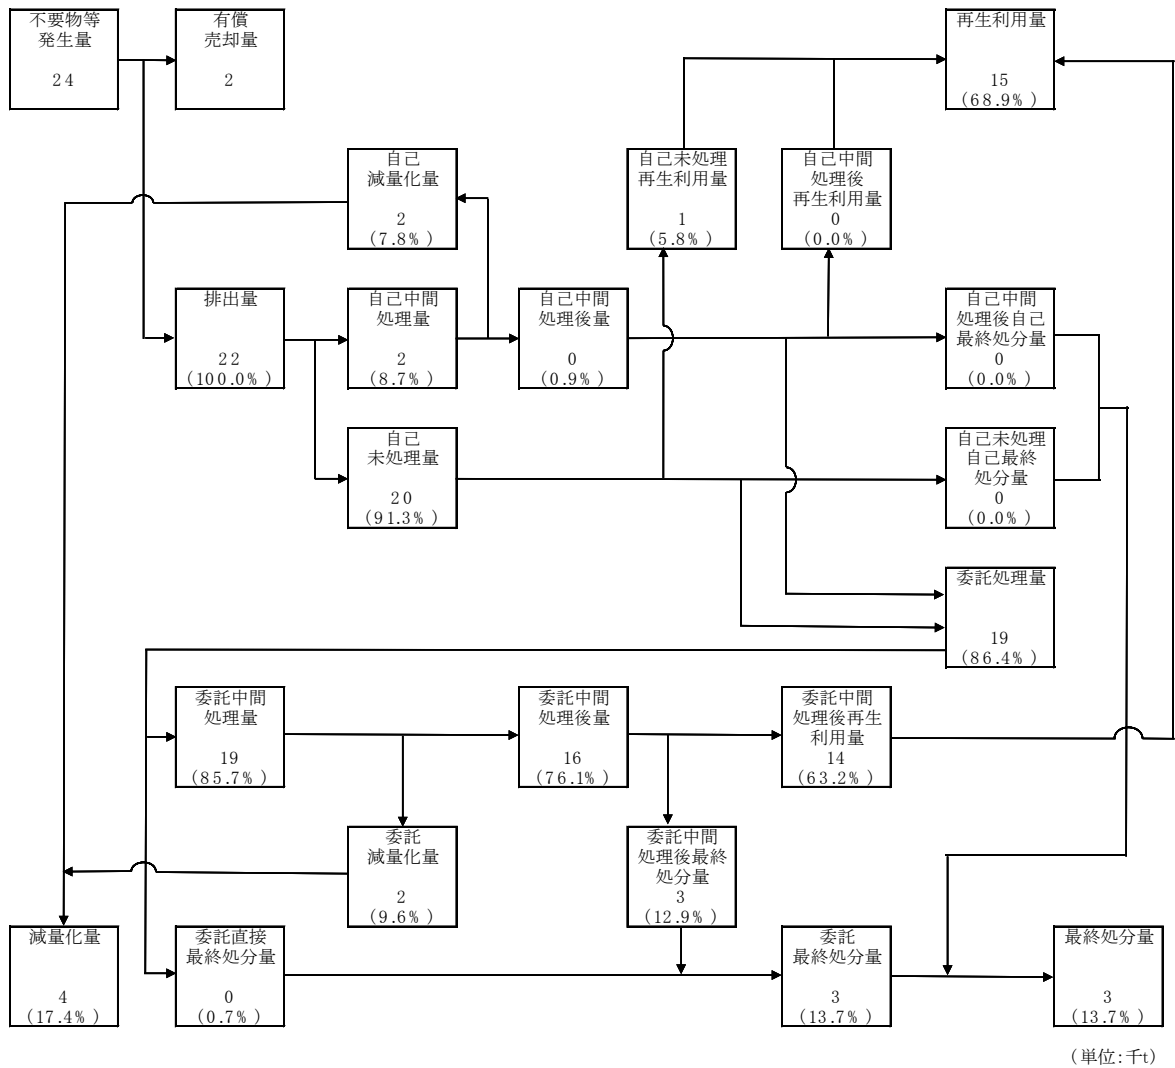 不要物等
発生量
24
有償
売却量
2
再生利用量
15
(68.9%)
自己
減量化量
2
(7.8%)
自己未処理
再生利用量
1
(5.8%)
自己中間
処理後
再生利用量
0
(0.0%)
排出量
22
(100.0%)
自己中間
処理量
2
(8.7%)
自己中間
処理後量
0
(0.9%)
自己中間
処理後自己
最終処分量
0
(0.0%)
自己
未処理量
20
(91.3%)
自己未処理
自己最終
処分量
0
(0.0%)
委託処理量
19
(86.4%)
委託中間
処理量
19
(85.7%)
委託中間
処理後量
16
(76.1%)
委託中間
処理後再生
利用量
14
(63.2%)
委託
減量化量
2
(9.6%)
委託中間
処理後最終
処分量
3
(12.9%)
減量化量
4
(17.4%)
委託直接
最終処分量
0
(0.7%)
委託
最終処分量
3
(13.7%)
最終処分量
3
(13.7%)
(単位:千t)